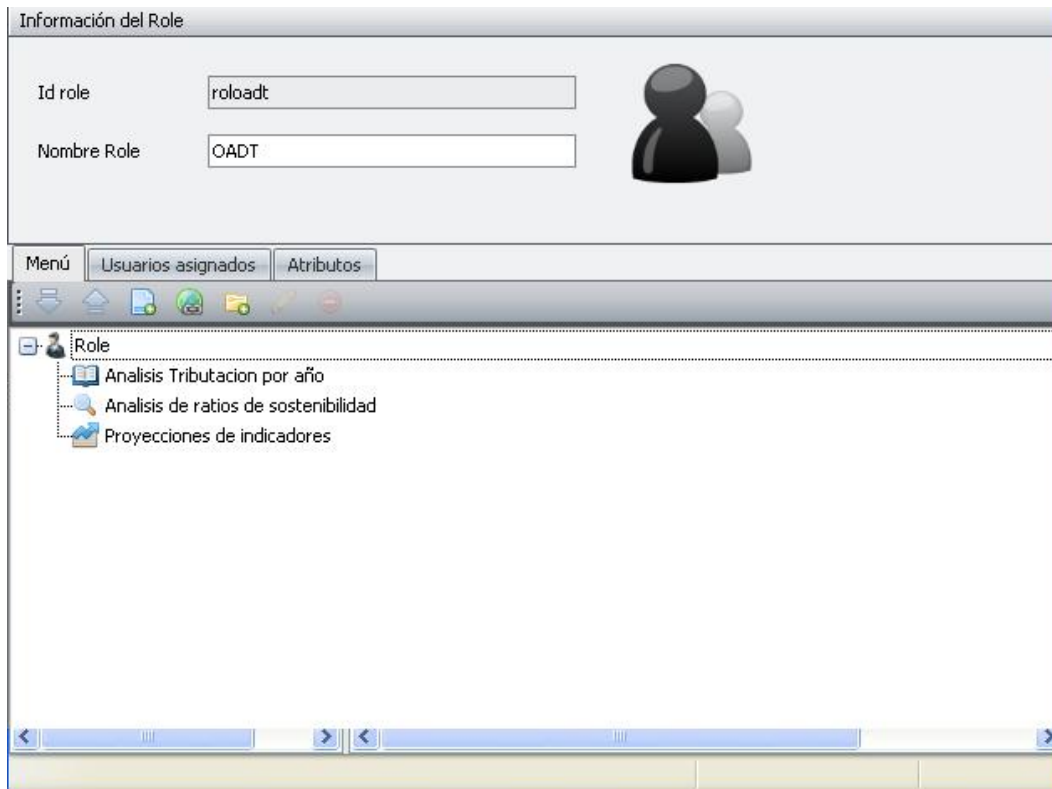 Información del Role
Id role roloadt
Nombre Role OADT
Menú Usuarios asignados Atributos
Role
Analisis Tributacion por año
Analisis de ratios de sostenibilidad
Proyecciones de indicadores